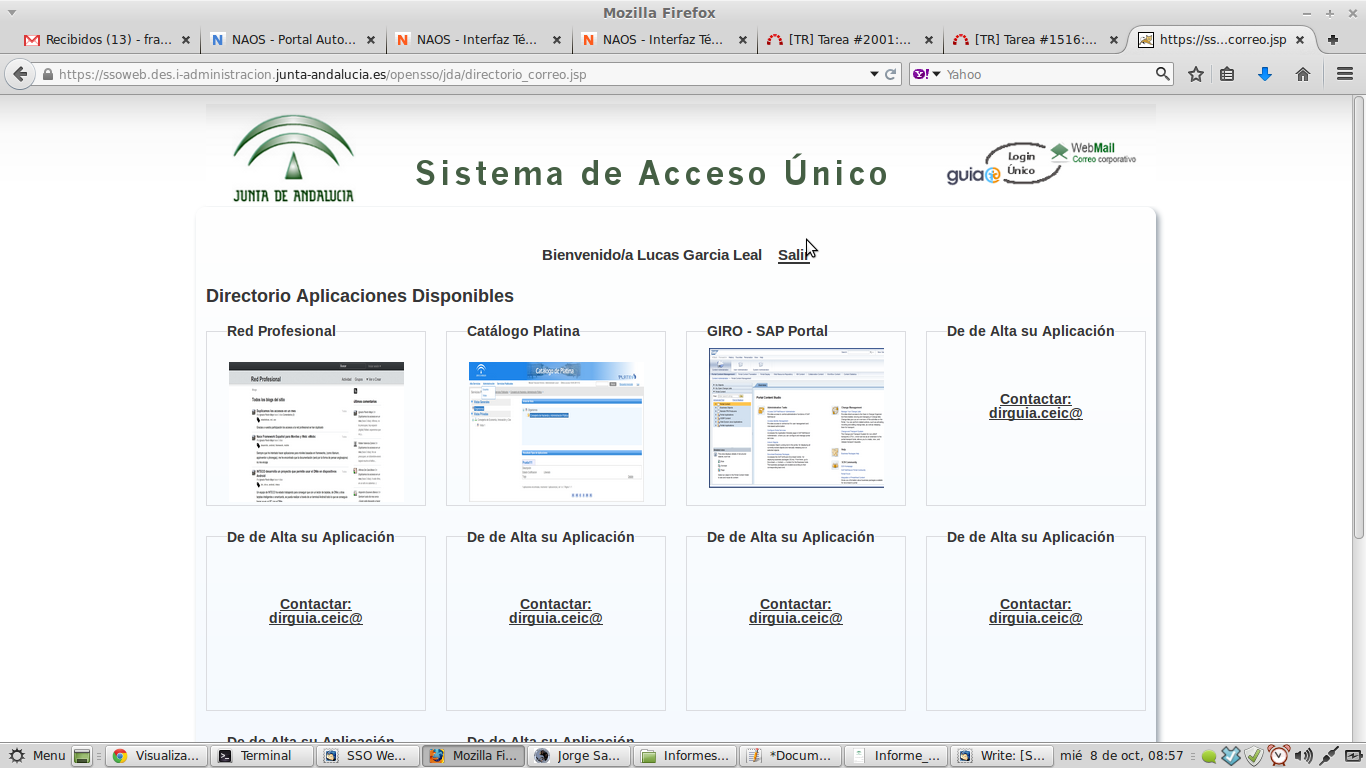 Mozilla Firefox
Recibidos (13) - fra...
NAOS - Portal Auto...
NAOS - Interfaz Té...
NAOS - Interfaz Té...
[TR] Tarea #2001:...
[TR] Tarea #1516:...
https://ss...correo.jsp
https://ssoweb.des.i-administracion.junta-andalucia.es/opensso/jda/directorio_correo.jsp
Yahoo
JUNTA DE ANDALUCIA
Sistema de Acceso Único
guia@
Login
Único
WebMail
Correo corporativo
Bienvenido/a Lucas Garcia Leal
Salir
Directorio Aplicaciones Disponibles
Red Profesional
Catálogo Platina
GIRO - SAP Portal
De de Alta su Aplicación
Red Profesional
Catálogo de Platina
Contactar:
dirguia.ceic@
De de Alta su Aplicación
De de Alta su Aplicación
De de Alta su Aplicación
De de Alta su Aplicación
Contactar:
dirguia.ceic@
Contactar:
dirguia.ceic@
Contactar:
dirguia.ceic@
Contactar:
dirguia.ceic@
De de Alta su Aplicación
De de Alta su Aplicación
Menu
Visualiza...
Terminal
SSO We...
Mozilla Fi...
Jorge Sa...
Informes...
*Docum...
Informe_...
Write: [S...
mié 8 de oct, 08:57